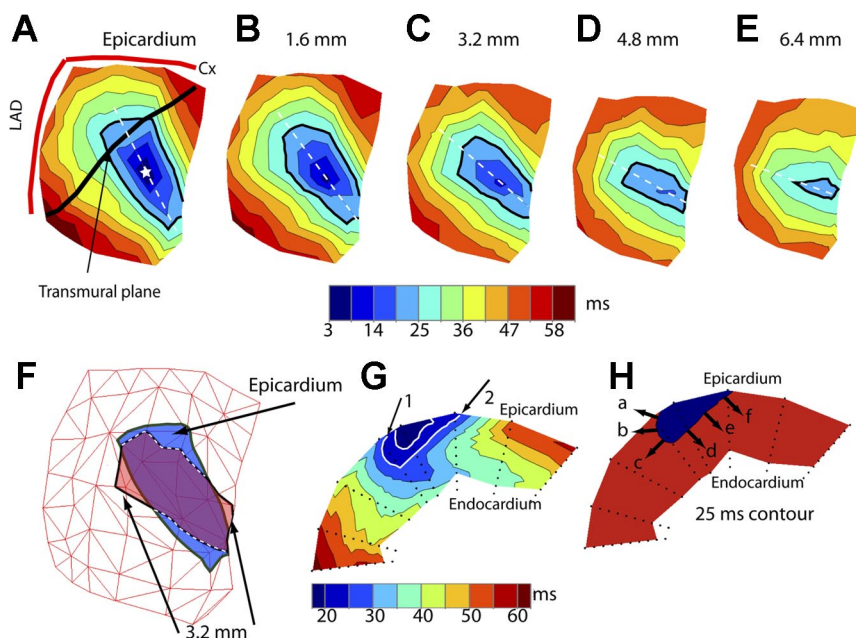 A
Epicardium
Cx
LAD
Transmural plane
B
1.6 mm
C
3.2 mm
D
4.8 mm
E
6.4 mm
3 14 25 36 47 58 ms
F
Epicardium
3.2 mm
G
1
2
Epicardium
Endocardium
20 30 40 50 60 ms
H
Epicardium
a
b
c
d
e
f
Endocardium
25 ms contour